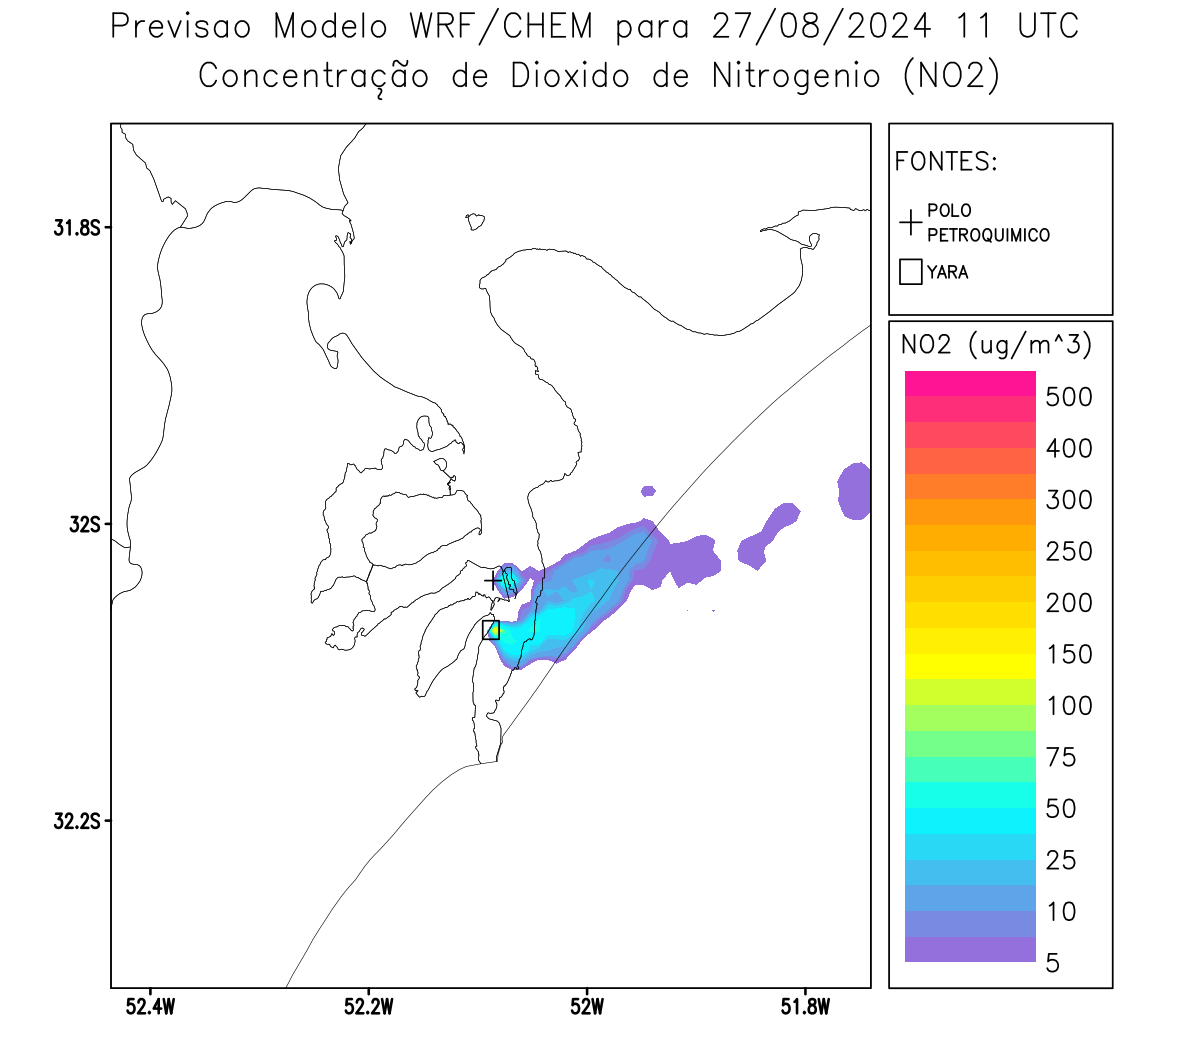 Previsao Modelo WRF/CHEM para 27/08/2024 11 UTC
Concentração de Dioxido de Nitrogenio (NO2)
FONTES:
POLO
PETROQUIMICO
YARA
NO2 (ug/m^3)
500
400
300
250
200
150
100
75
50
25
10
5
31.8S
32S
32.2S
52.4W
52.2W
52W
51.8W